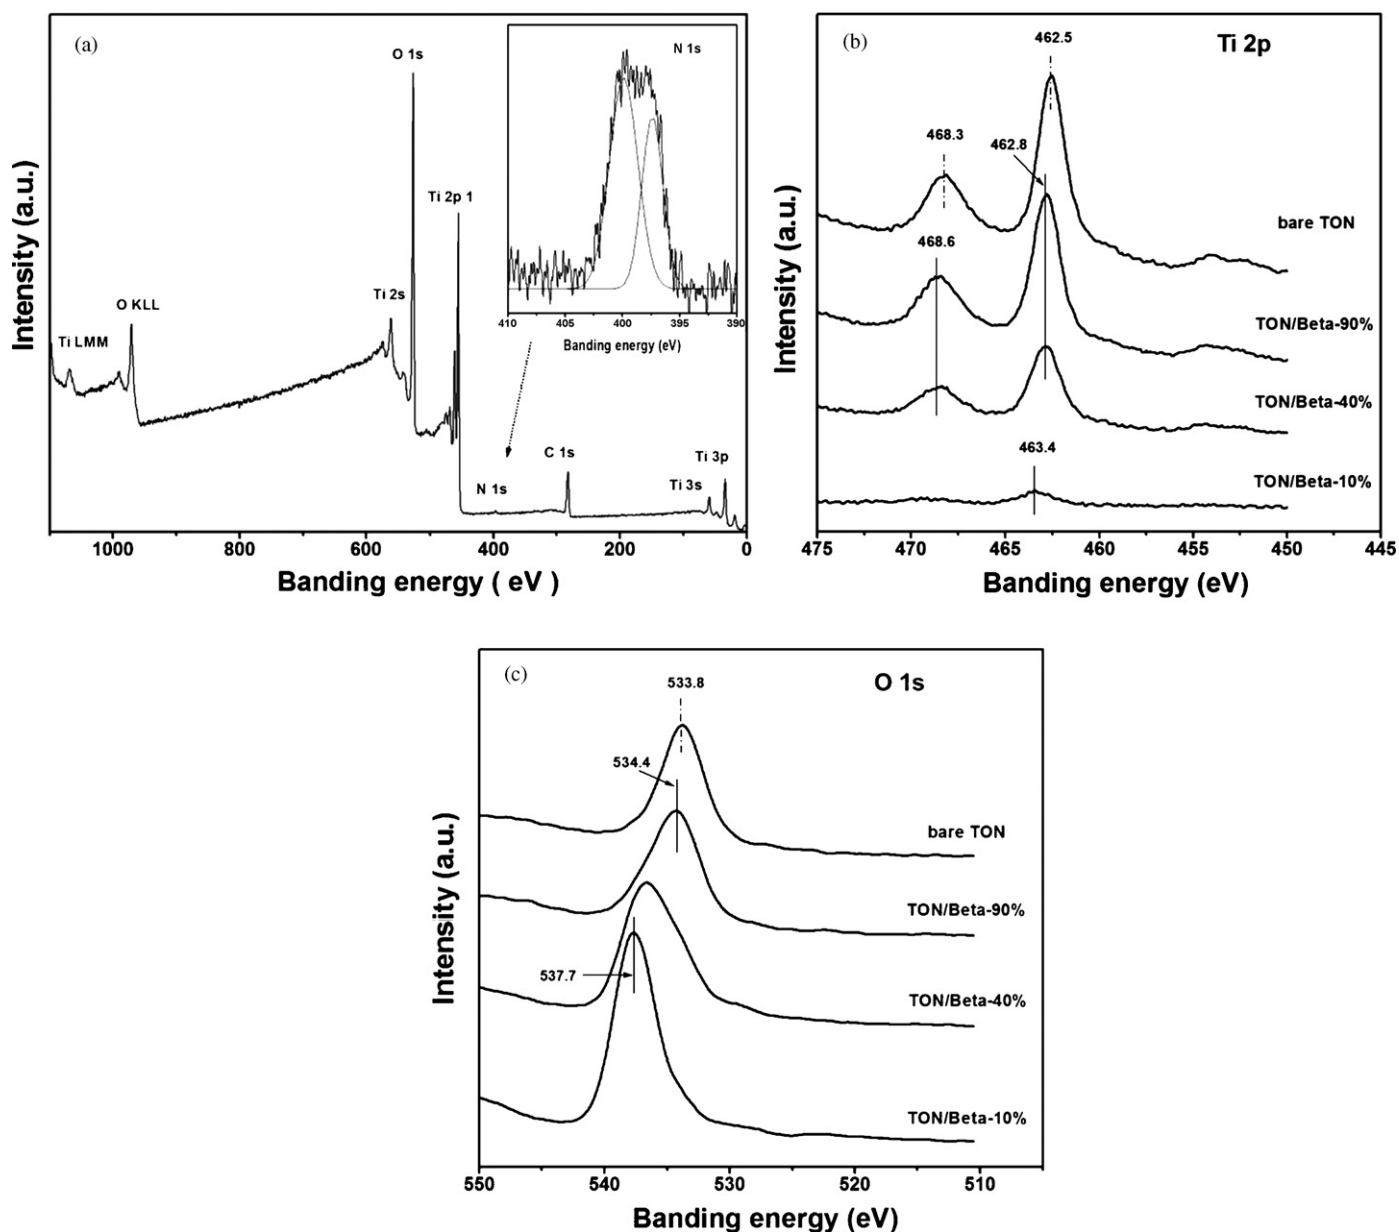 (a)
O 1s
N 1s
Ti 2p 1
Ti 2s
O KLL
Ti LMM
410 405 400 395 390
Banding energy (eV)
N 1s
C 1s
Ti 3p
Ti 3s
Intensity (a.u.)
1000 800 600 400 200 0
Banding energy ( eV )
(b)
Ti 2p
462.5
468.3
462.8
bare TON
468.6
TON/Beta-90%
TON/Beta-40%
463.4
TON/Beta-10%
Intensity (a.u.)
475 470 465 460 455 450 445
Banding energy (eV)
(c)
O 1s
533.8
534.4
bare TON
TON/Beta-90%
537.7
TON/Beta-40%
TON/Beta-10%
Intensity (a.u.)
550 540 530 520 510
Banding energy (eV)